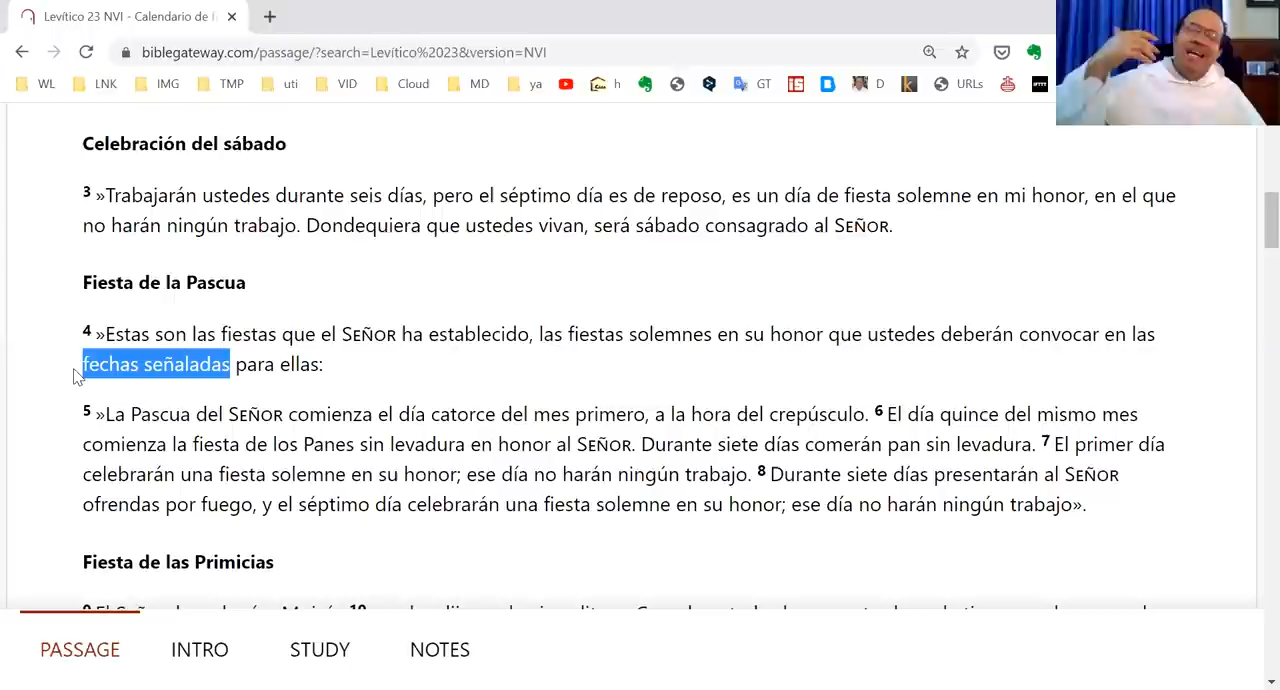 Levítico 23 NVI - Calendario de
biblegateway.com/passage/?search=Levítico%2023&version=NVI
WL LNK IMG TMP uti VID Cloud MD ya h GT D URLs
Celebración del sábado
3 »Trabajarán ustedes durante seis días, pero el séptimo día es de reposo, es un día de fiesta solemne en mi honor, en el que
no harán ningún trabajo. Dondequiera que ustedes vivan, será sábado consagrado al SEÑOR.
Fiesta de la Pascua
4 »Estas son las fiestas que el SEÑOR ha establecido, las fiestas solemnes en su honor que ustedes deberán convocar en las
fechas señaladas para ellas:
5 »La Pascua del SEÑOR comienza el día catorce del mes primero, a la hora del crepúsculo. 6 El día quince del mismo mes
comienza la fiesta de los Panes sin levadura en honor al SEÑOR. Durante siete días comerán pan sin levadura. 7 El primer día
celebrarán una fiesta solemne en su honor; ese día no harán ningún trabajo. 8 Durante siete días presentarán al SEÑOR
ofrendas por fuego, y el séptimo día celebrarán una fiesta solemne en su honor; ese día no harán ningún trabajo».
Fiesta de las Primicias
PASSAGE INTRO STUDY NOTES